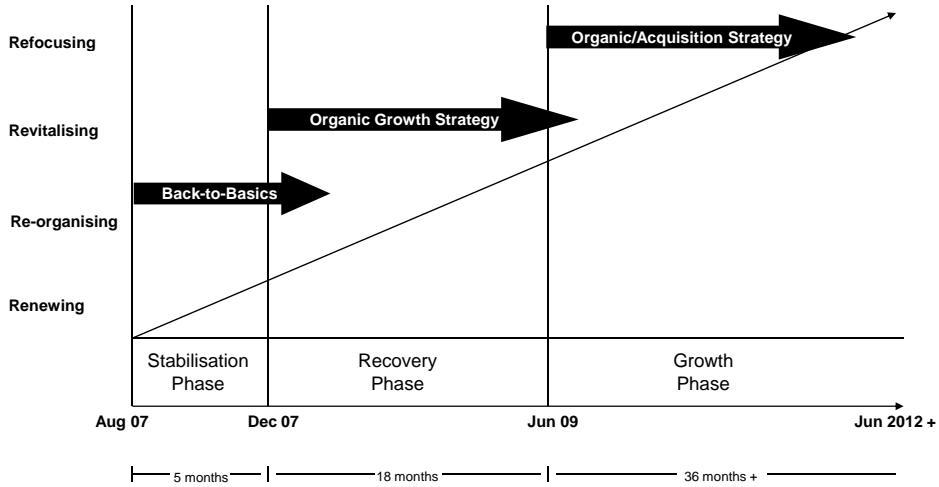 Refocusing
Organic/Acquisition Strategy
Revitalising
Organic Growth Strategy
Back-to-Basics
Re-organising
Renewing
Stabilisation
Phase
Recovery
Phase
Growth
Phase
Aug 07
Dec 07
Jun 09
Jun 2012 +
5 months
18 months
36 months +